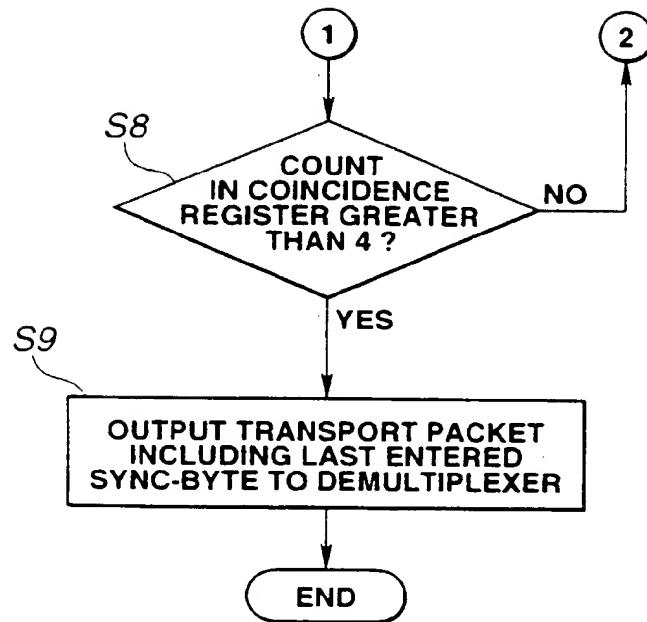 1
2
S8
COUNT
IN COINCIDENCE
REGISTER GREATER
THAN 4 ?
NO
YES
S9
OUTPUT TRANSPORT PACKET
INCLUDING LAST ENTERED
SYNC-BYTE TO DEMULTIPLEXER
END